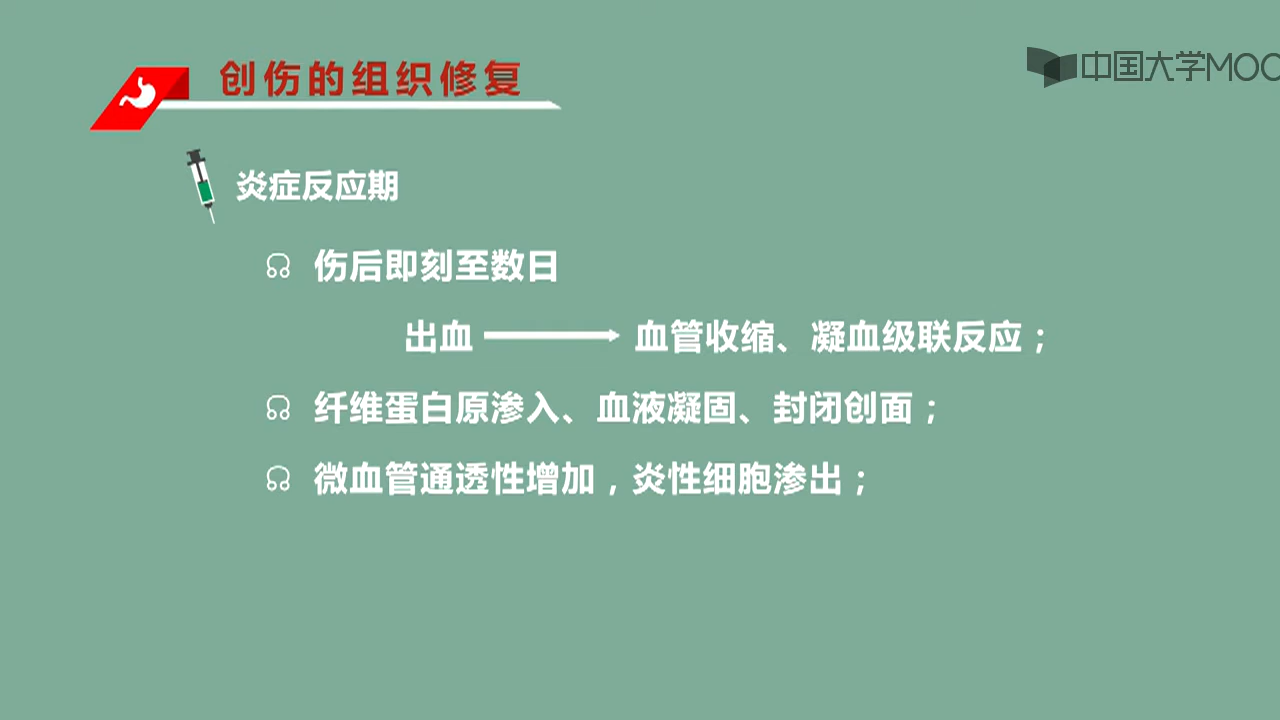 创伤的组织修复
中国大学MOOC
炎症反应期
伤后即刻至数日
出血 血管收缩、凝血级联反应；
纤维蛋白原渗入、血液凝固、封闭创面；
微血管通透性增加，炎性细胞渗出；